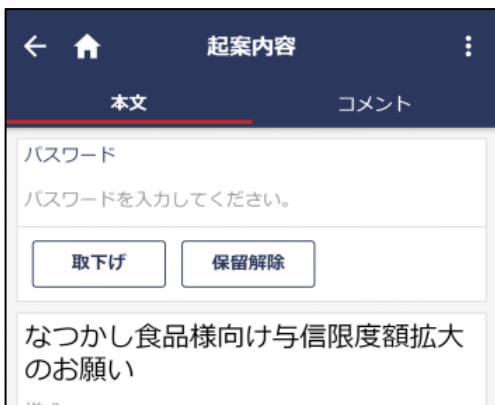 起案内容
本文
コメント
パスワード
パスワードを入力してください。
取下げ
保留解除
なつかし食品様向け与信限度額拡大
のお願い